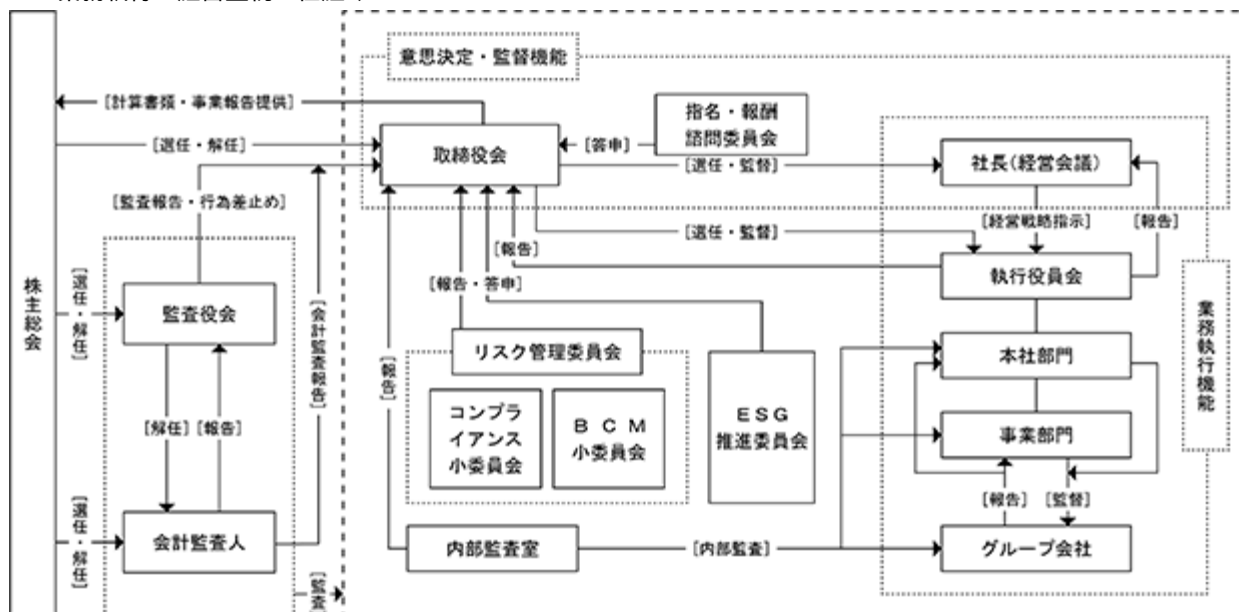 意思決定・監督機能
[計算書類・事業報告提供]
指名・報酬
諮問委員会
[選任・解任]
取締役会
[答申]
[選任・監督]
社長(経営会議)
[監査報告・行為差止め]
[選任・監督]
[経営戦略指示]
[報告]
[報告]
執行役員会
[報告・答申]
株主総会
[選任・解任]
監査役会
[会計監査報告]
業務執行機能
リスク管理委員会
本社部門
[報告]
コンプラ
イアンス
小委員会
BCM
小委員会
ESG
推進委員会
事業部門
[解任]
[報告]
[報告]
[監督]
[選任・解任]
会計監査人
内部監査室
[内部監査]
グループ会社
[監査]